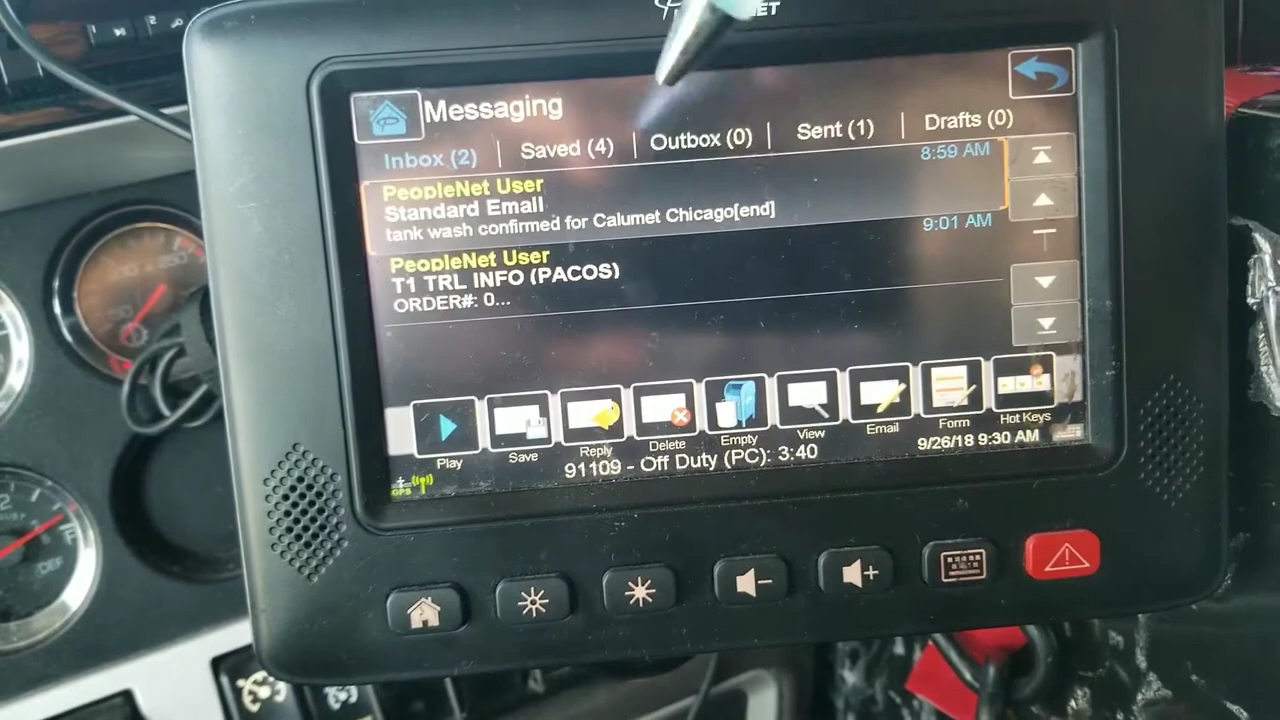 Messaging
Inbox (2)
Saved (4)
Outbox (0)
Sent (1)
Drafts (0)
8:59 AM
PeopleNet User
Standard Email
tank wash confirmed for Calumet Chicago[end]
9:01 AM
PeopleNet User
T1 TRL INFO (PACOS)
ORDER#: 0...
Play
Save
Reply
Delete
Empty
View
Email
Form
Hot Keys
91109 - Off Duty (PC): 3:40
9/26/18 9:30 AM
GPS